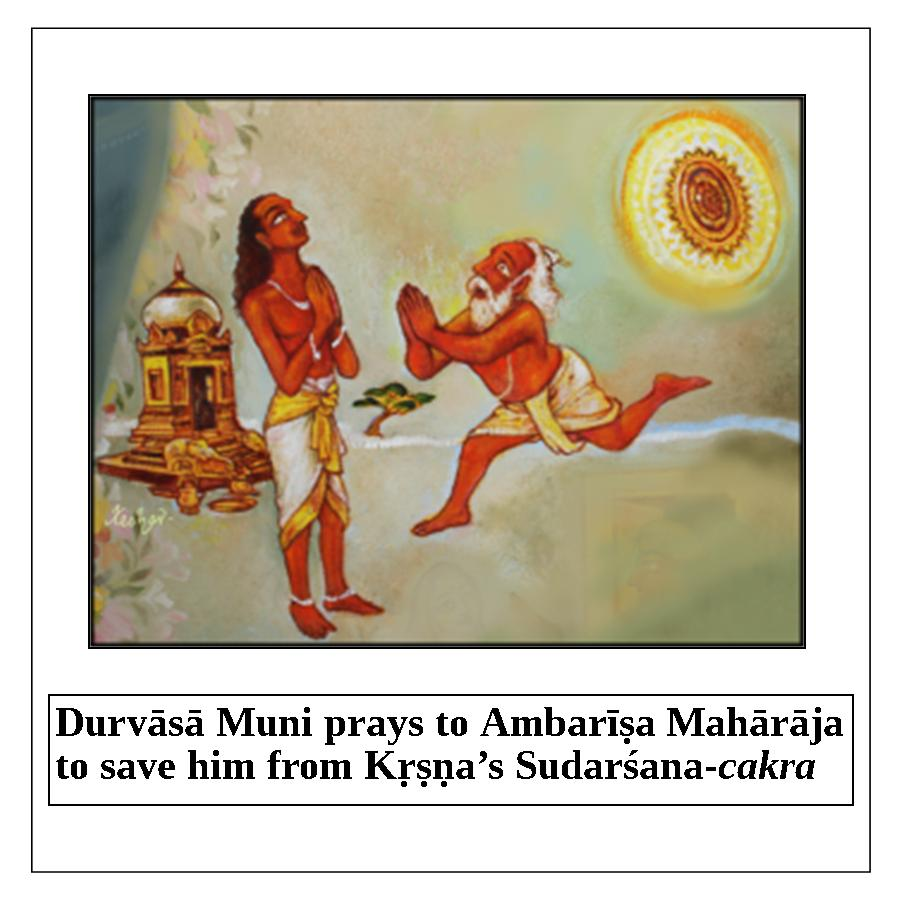 Durvāsā Muni prays to Ambarīṣa Mahārāja
to save him from Kṛṣṇa’s Sudarśana-cakra